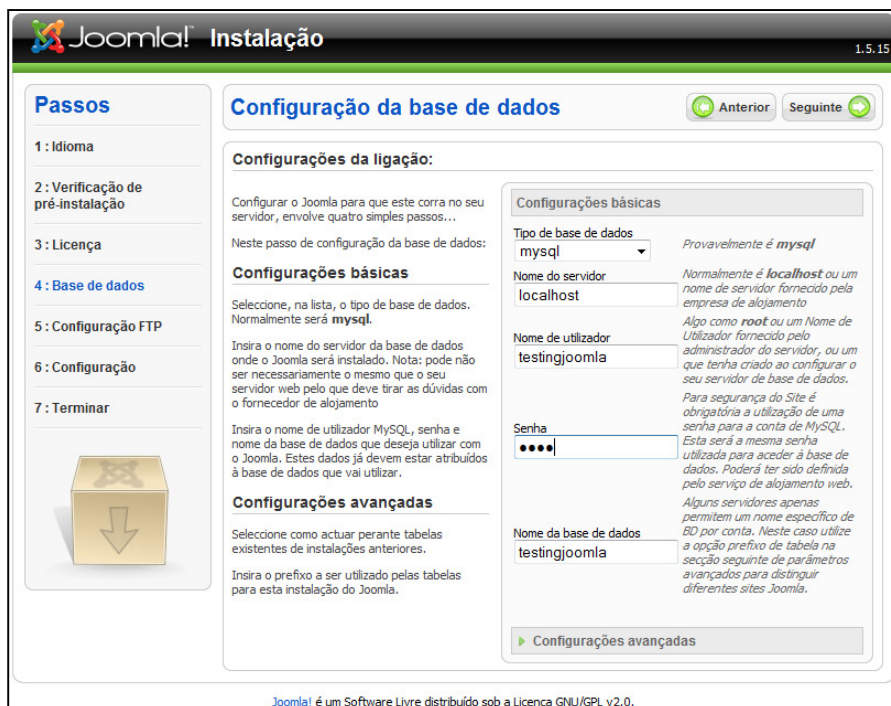 Joomla! Instalação
1.5.15
Passos
1 : Idioma
2 : Verificação de
pré-instalação
3 : Licença
4 : Base de dados
5 : Configuração FTP
6 : Configuração
7 : Terminar
Configuração da base de
dados
Anterior
Seguinte
Configurações da ligação:
Configurar o Joomla para que este corra no seu
servidor, envolve quatro simples passos...
Neste passo de configuração da base de dados:
Configurações básicas
Seleccione, na lista, o tipo de base de dados.
Normalmente será mysql.
Insira o nome do servidor da base de dados
onde o Joomla será instalado. Nota: pode não
ser necessariamente o mesmo que o seu
servidor web pelo que deve tirar as dúvidas com
o fornecedor de alojamento
Insira o nome de utilizador MySQL, senha e
nome da base de dados que deseja utilizar com
o Joomla. Estes dados já devem estar atribuídos
à base de dados que vai utilizar.
Configurações avançadas
Seleccione como actuar perante tabelas
existentes de instalações anteriores.
Insira o prefixo a ser utilizado pelas tabelas
para esta instalação do Joomla.
Configurações básicas
Tipo de base de dados
mysql
Provavelmente é mysql
Nome do servidor
localhost
Normalmente é localhost ou um
nome de servidor fornecido pela
empresa de alojamento
Nome de utilizador
testingjoomla
Algo como root ou um Nome de
Utilizador fornecido pelo
administrador do servidor, ou um
que tenha criado ao configurar o
seu servidor de base de dados.
Senha
••••
Para segurança do Site é
obrigatória a utilização de uma
senha para a conta de MySQL.
Esta será a mesma senha
utilizada para aceder à base de
dados. Poderá ter sido definida
pelo serviço de alojamento web.
Nome da base de dados
testingjoomla
Alguns servidores apenas
permitem um nome específico de
BD por conta. Neste caso utilize
a opção prefixo de tabela na
secção seguinte de parâmetros
avançados para distinguir
diferentes sites Joomla.
Configurações avançadas
Joomla! é um Software Livre distribuído sob a Licença GNU/GPL v2.0.